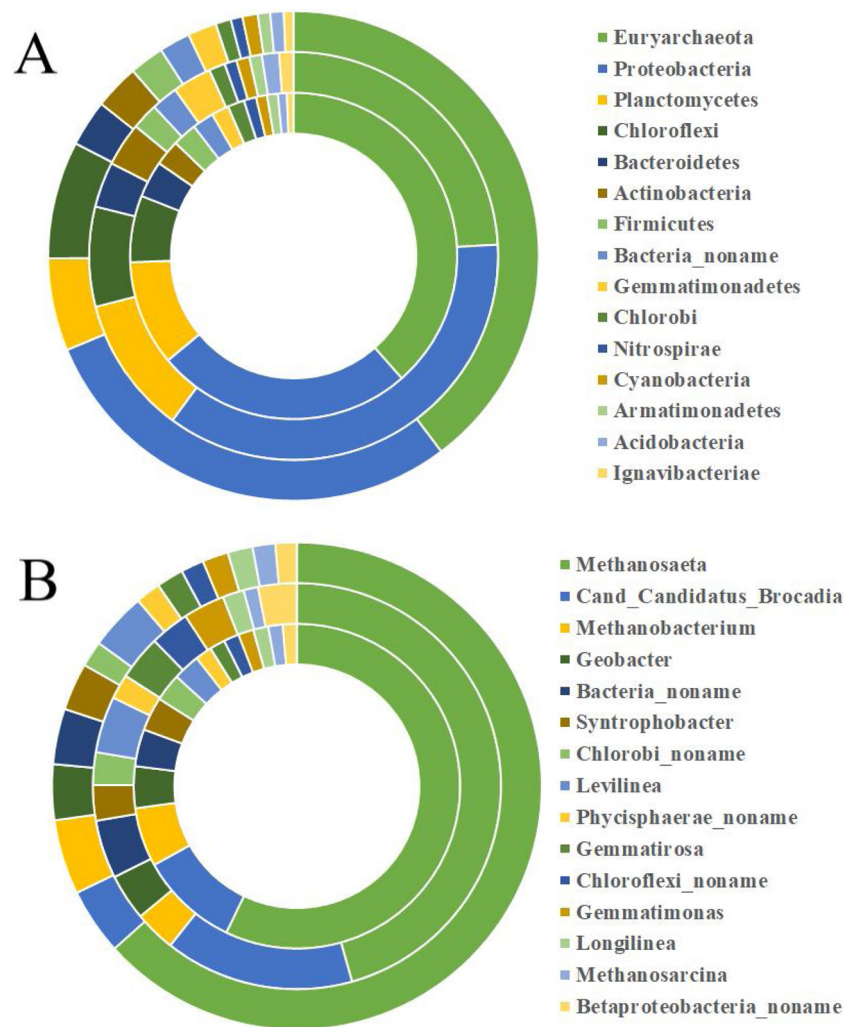 A
Euryarchaeota
Proteobacteria
Planctomycetes
Chloroflexi
Bacteroidetes
Actinobacteria
Firmicutes
Bacteria_noname
Gemmatimonadetes
Chlorobi
Nitrospirae
Cyanobacteria
Armatimonadetes
Acidobacteria
Ignavibacteriae
B
Methanosaeta
Cand_Candidatus_Brocadia
Methanobacterium
Geobacter
Bacteria_noname
Syntrophobacter
Chlorobi_noname
Levilinea
Phycisphaerae_noname
Gemmatirosa
Chloroflexi_noname
Gemmatimonas
Longilinea
Methanosarcina
Betaproteobacteria_noname